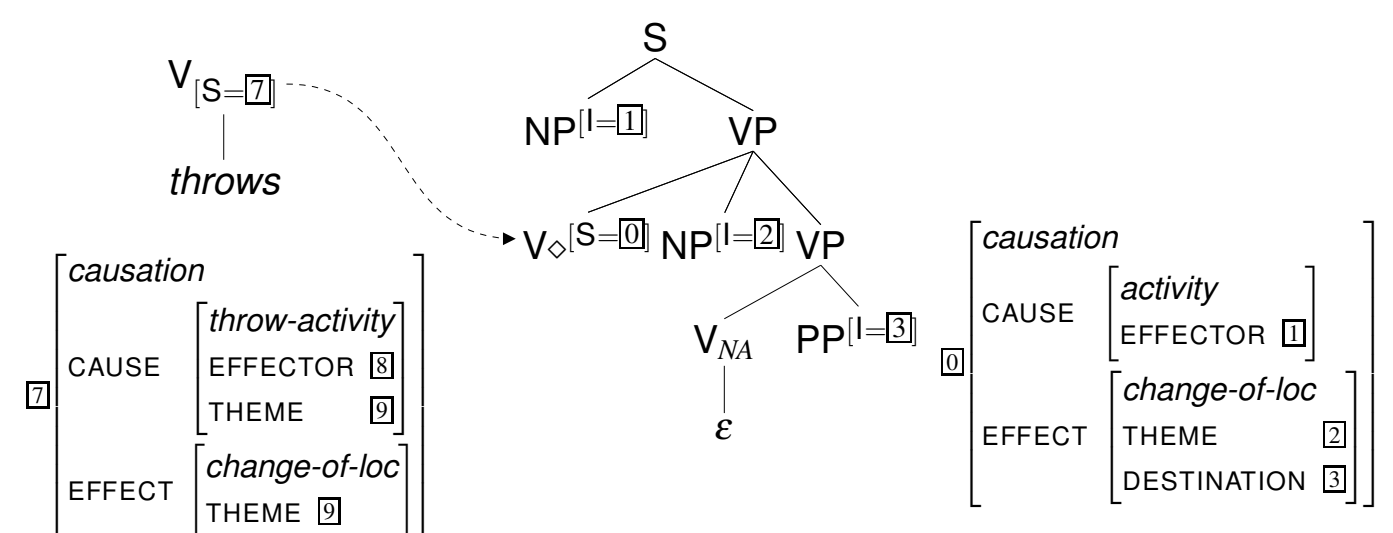 S
V[S=7]
NP[I=1] VP
throws
V◇[S=0] NP[I=2] VP
VNA PP[I=3]
ε
7
causation
CAUSE
throw-activity
EFFECTOR 8
THEME 9
EFFECT
change-of-loc
THEME 9
0
causation
CAUSE
activity
EFFECTOR 1
EFFECT
change-of-loc
THEME 2
DESTINATION 3